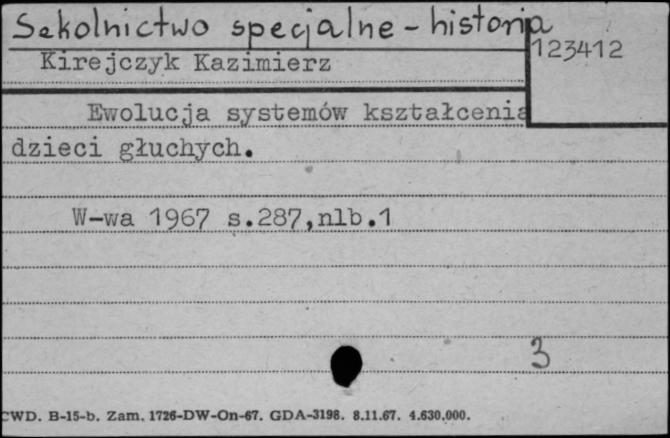 Szkolnictwo specjalne - historia
123412
Kirejczyk Kazimierz
Ewolucja systemów kształcenia
dzieci głuchych.
W-wa 1967 s.287,nlb.1
3
CWD. B-15-b. Zam. 1726-DW-On-67. GDA-3198. 8.11.67. 4.630.000.